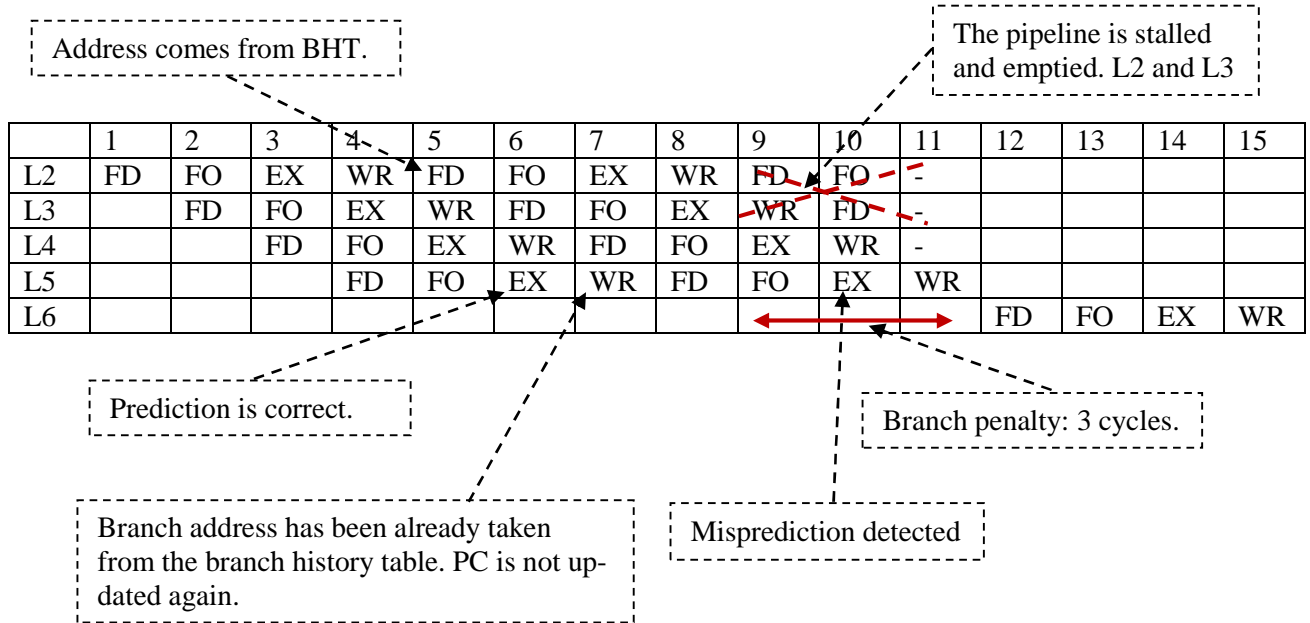 Address comes from BHT.
The pipeline is stalled
and emptied. L2 and L3
1 2 3 4 5 6 7 8 9 10 11 12 13 14 15
L2 FD FO EX WR FD FO EX WR FD FO -
L3 FD FO EX WR FD FO EX WR FD -
L4 FD FO EX WR FD FO EX WR -
L5 FD FO EX WR FD FO EX WR
L6 FD FO EX WR
Prediction is correct.
Branch penalty: 3 cycles.
Branch address has been already taken
from the branch history table. PC is not up-
dated again.
Misprediction detected